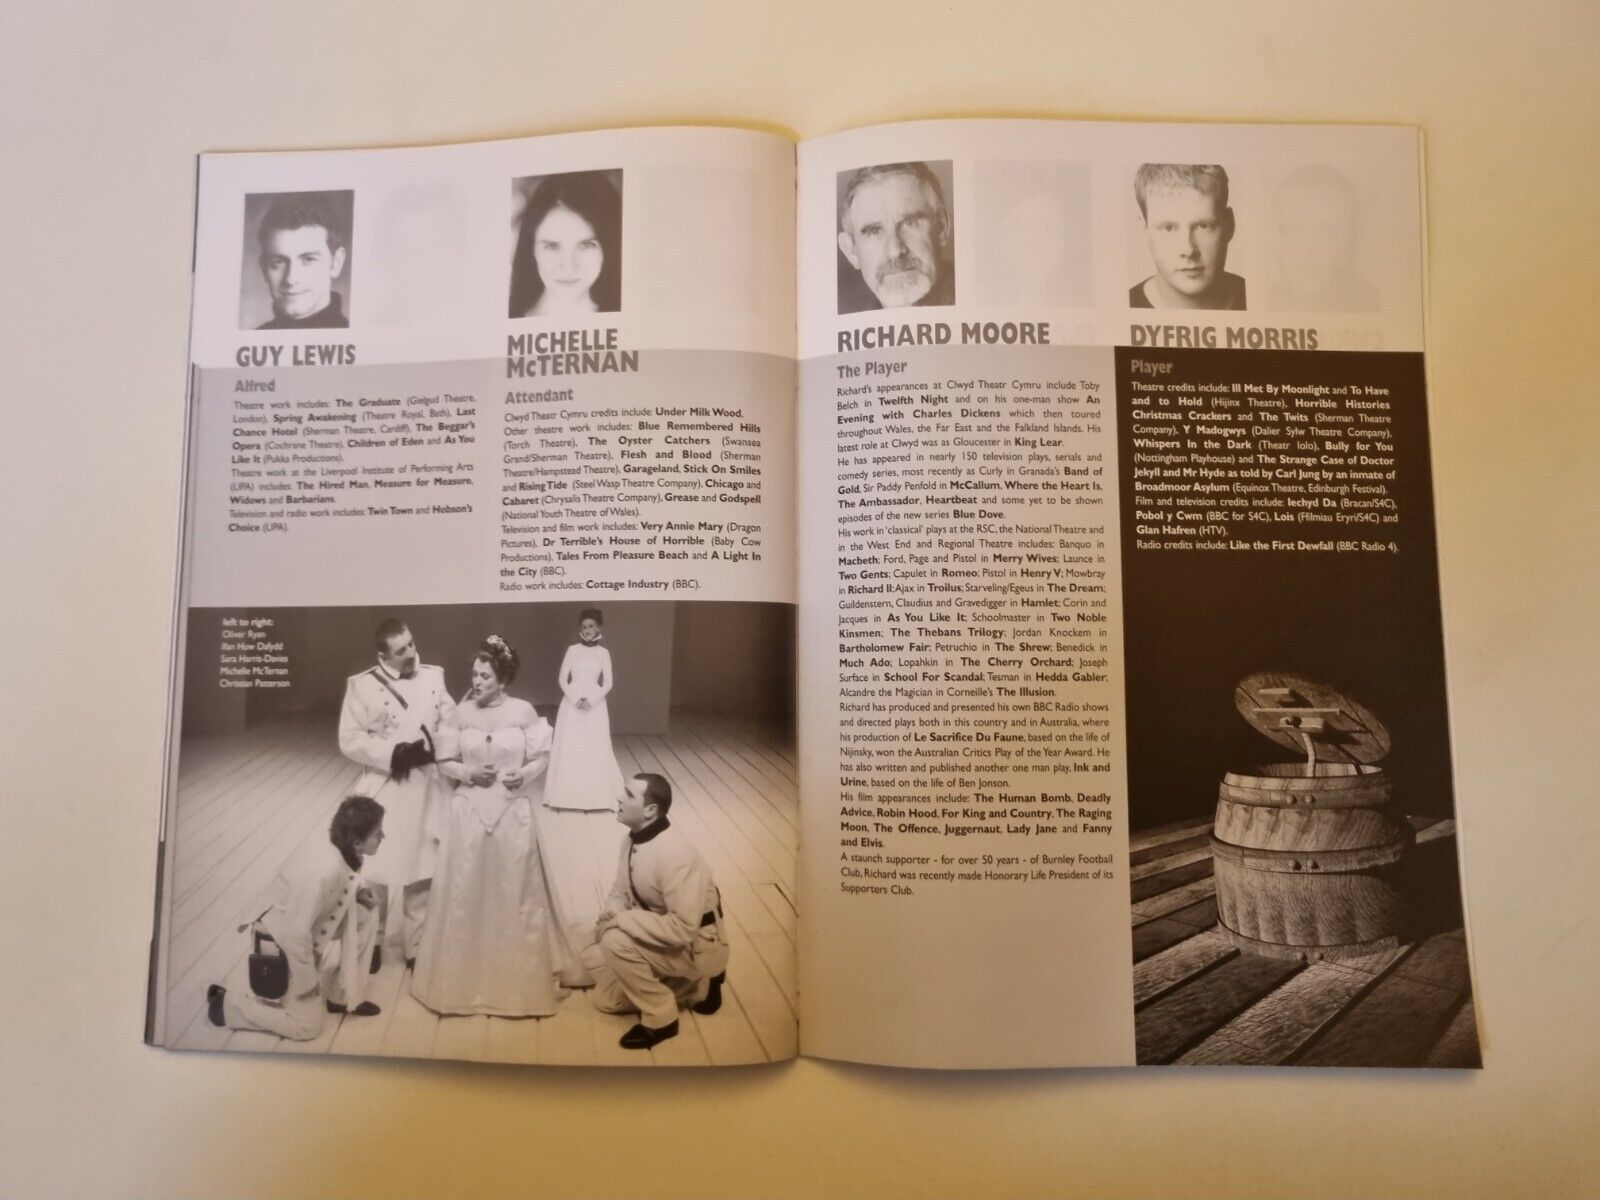 GUY LEWIS
Alfred
Theatre work includes: The Graduate (Gielgud Theatre,
London), Spring Awakening (Theatre Royal, Bath), Last
Chance Hotel (Sherman Theatre, Cardiff), The Beggar's
Opera (Cochrane Theatre), Children of Eden and As You
Like It (Pukka Productions).
Theatre work at the Liverpool Institute of Performing Arts
(LIPA) includes: The Hired Man, Measure for Measure,
Widows and Barbarians.
Television and radio work includes: Twin Town and Hobson's
Choice (LIPA).
MICHELLE
McTERNAN
Attendant
Clwyd Theatr Cymru credits include: Under Milk Wood.
Other theatre work includes: Blue Remembered Hills
(Torch Theatre), The Oyster Catchers (Swansea
Grand/Sherman Theatre), Flesh and Blood (Sherman
Theatre/Hampstead Theatre), Garageland, Stick On Smiles
and Rising Tide (Steel Wasp Theatre Company), Chicago and
Cabaret (Chrysalis Theatre Company), Grease and Godspell
(National Youth Theatre of Wales).
Television and film work includes: Very Annie Mary (Dragon
Pictures), Dr Terrible's House of Horrible (Baby Cow
Productions), Tales From Pleasure Beach and A Light In
the City (BBC).
Radio work includes: Cottage Industry (BBC).
left to right:
Oliver Ryan
Ifan Huw Dafydd
Sara Harris-Davies
Michelle McTernan
Christian Patterson
RICHARD MOORE
The Player
Richard's appearances at Clwyd Theatr Cymru include Toby
Belch in Twelfth Night and on his one-man show An
Evening with Charles Dickens which then toured
throughout Wales, the Far East and the Falkland Islands. His
latest role at Clwyd was as Gloucester in King Lear.
He has appeared in nearly 150 television plays, serials and
comedy series, most recently as Curly in Granada's Band of
Gold, Sir Paddy Penfold in McCallum, Where the Heart Is,
The Ambassador, Heartbeat and some yet to be shown
episodes of the new series Blue Dove.
His work in 'classical' plays at the RSC, the National Theatre and
in the West End and Regional Theatre includes: Banquo in
Macbeth; Ford, Page and Pistol in Merry Wives; Launce in
Two Gents; Capulet in Romeo; Pistol in Henry V; Mowbray
in Richard II; Ajax in Troilus; Starveling/Egeus in The Dream;
Guildenstern, Claudius and Gravedigger in Hamlet; Corin and
Jacques in As You Like It; Schoolmaster in Two Noble
Kinsmen; The Thebans Trilogy; Jordan Knockem in
Bartholomew Fair; Petruchio in The Shrew; Benedick in
Much Ado; Lopahkin in The Cherry Orchard; Joseph
Surface in School For Scandal; Tesman in Hedda Gabler;
Alcandre the Magician in Corneille's The Illusion.
Richard has produced and presented his own BBC Radio shows
and directed plays both in this country and in Australia, where
his production of Le Sacrifice Du Faune, based on the life of
Nijinsky, won the Australian Critics Play of the Year Award. He
has also written and published another one man play, Ink and
Urine, based on the life of Ben Jonson.
His film appearances include: The Human Bomb, Deadly
Advice, Robin Hood, For King and Country, The Raging
Moon, The Offence, Juggernaut, Lady Jane and Fanny
and Elvis.
A staunch supporter - for over 50 years - of Burnley Football
Club, Richard was recently made Honorary Life President of its
Supporters Club.
DYFRIG MORRIS
Player
Theatre credits include: Ill Met By Moonlight and To Have
and to Hold (Hijinx Theatre), Horrible Histories
Christmas Crackers and The Twits (Sherman Theatre
Company), Y Madogwys (Dalier Sylw Theatre Company),
Whispers In the Dark (Theatr Iolo), Bully for You
(Nottingham Playhouse) and The Strange Case of Doctor
Jekyll and Mr Hyde as told by Carl Jung by an inmate of
Broadmoor Asylum (Equinox Theatre, Edinburgh Festival).
Film and television credits include: Iechyd Da (Bracan/S4C),
Pobol y Cwm (BBC for S4C), Lois (Ffilmiau Eryri/S4C) and
Glan Hafren (HTV).
Radio credits include: Like the First Dewfall (BBC Radio 4).